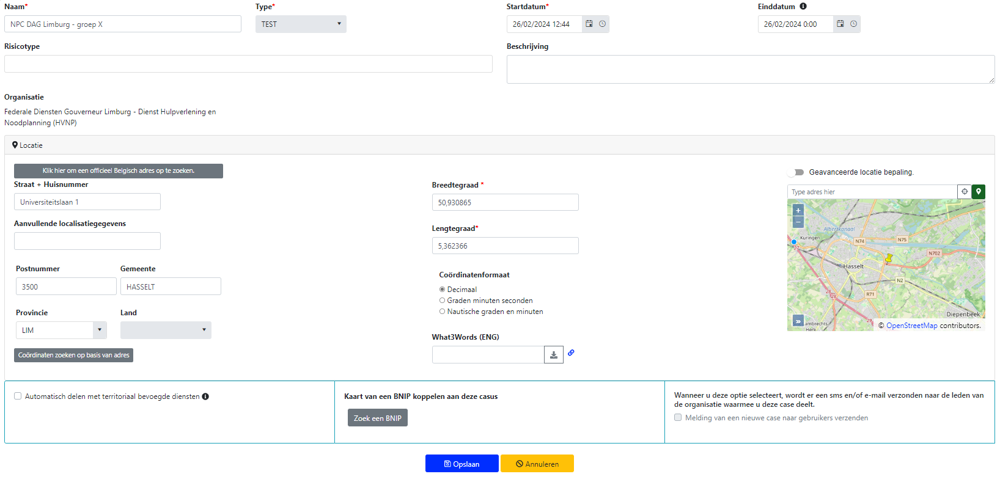 Naam*
Type*
Startdatum*
Einddatum
NPC DAG Limburg - groep X
TEST
26/02/2024 12:44
26/02/2024 0:00
Risicotype
Beschrijving
Organisatie
Federale Diensten Gouverneur Limburg - Dienst Hulpverlening en
Noodplanning (HVNP)
Locatie
Klik hier om een officieel Belgisch adres op te zoeken.
Straat + Huisnummer
Universiteitslaan 1
Aanvullende localisatiegegevens
Postnummer
Gemeente
3500
HASSELT
Provincie
Land
LIM
Coördinaten zoeken op basis van adres
Breedtegraad *
50,930865
Lengtegraad*
5,362366
Coördinatenformaat
Decimaal
Graden minuten seconden
Nautische graden en minuten
What3Words (ENG)
Geavanceerde locatie bepaling.
Type adres hier
+
–
Albertkanaal
Kuringen
N74
N75
27
N702
Hasselt
N2
28
28
R71
29
Diepenbeek
»
ambrechts-
Herk
© OpenStreetMap contributors.
Automatisch delen met territoriaal bevoegde diensten
Kaart van een BNIP koppelen aan deze casus
Zoek een BNIP
Wanneer u deze optie selecteert, wordt er een sms en/of e-mail verzonden naar de leden van
de organisatie waarmee u deze case deelt.
Melding van een nieuwe case naar gebruikers verzenden
Opslaan
Annuleren